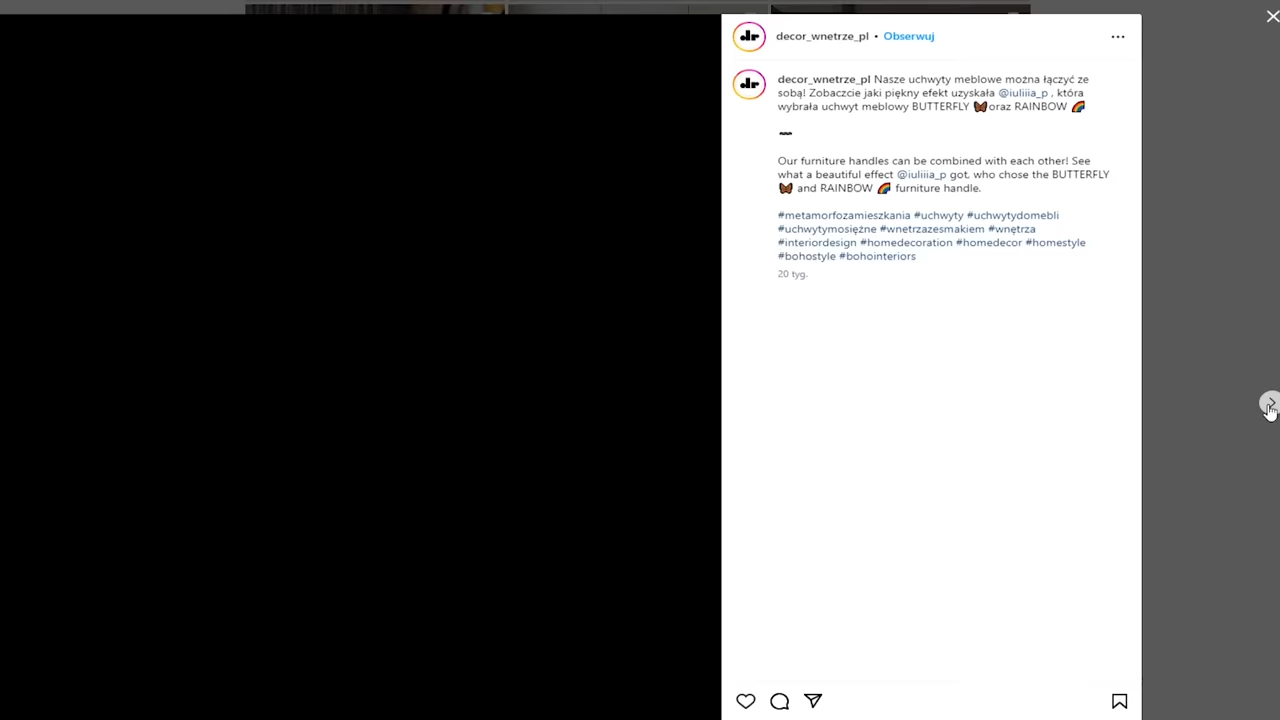 decor_wnetrze_pl • Obserwuj
decor_wnetrze_pl Nasze uchwyty meblowe można łączyć ze
sobą! Zobaczcie jaki piękny efekt uzyskała @iuliiia_p , która
wybrała uchwyt meblowy BUTTERFLY 🦋oraz RAINBOW 🌈
Our furniture handles can be combined with each other! See
what a beautiful effect @iuliiia_p got, who chose the BUTTERFLY
🦋 and RAINBOW 🌈 furniture handle.
#metamorfozamieszkania #uchwyty #uchwytydomebli
#uchwytymosiężne #wnetrzazesmakiem #wnętrza
#interiordesign #homedecoration #homedecor #homestyle
#bohostyle #bohointeriors
20 tyg.